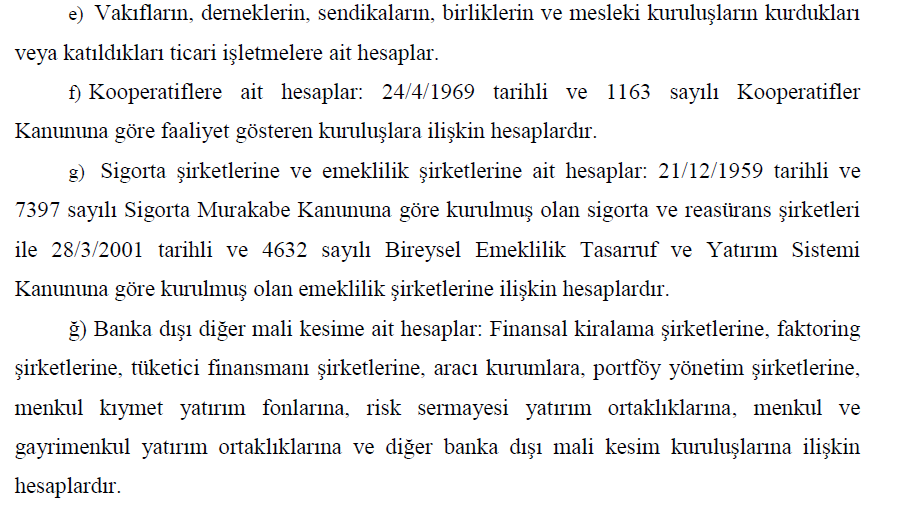 e) Vakıfların, derneklerin, sendikaların, birliklerin ve mesleki kuruluşların kurdukları
veya katıldıkları ticari işletmelere ait hesaplar.
f) Kooperatiflere ait hesaplar: 24/4/1969 tarihli ve 1163 sayılı Kooperatifler
Kanununa göre faaliyet gösteren kuruluşlara ilişkin hesaplardır.
g) Sigorta şirketlerine ve emeklilik şirketlerine ait hesaplar: 21/12/1959 tarihli ve
7397 sayılı Sigorta Murakabe Kanununa göre kurulmuş olan sigorta ve reasürans şirketleri
ile 28/3/2001 tarihli ve 4632 sayılı Bireysel Emeklilik Tasarruf ve Yatırım Sistemi
Kanununa göre kurulmuş olan emeklilik şirketlerine ilişkin hesaplardır.
ğ) Banka dışı diğer mali kesime ait hesaplar: Finansal kiralama şirketlerine, faktoring
şirketlerine, tüketici finansmanı şirketlerine, aracı kurumlara, portföy yönetim şirketlerine,
menkul kıymet yatırım fonlarına, risk sermayesi yatırım ortaklıklarına, menkul ve
gayrimenkul yatırım ortaklıklarına ve diğer banka dışı mali kesim kuruluşlarına ilişkin
hesaplardır.